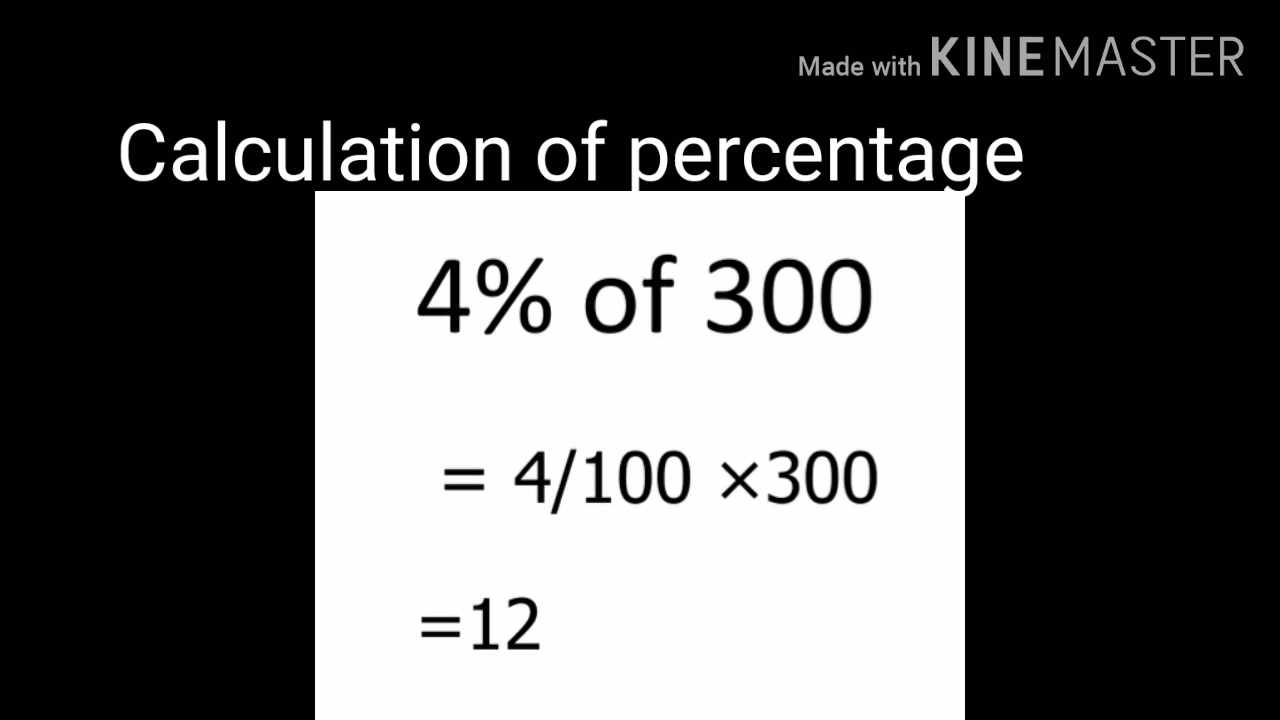 Made with KINEMASTER
Calculation of percentage
4% of 300
= 4/100 ×300
=12